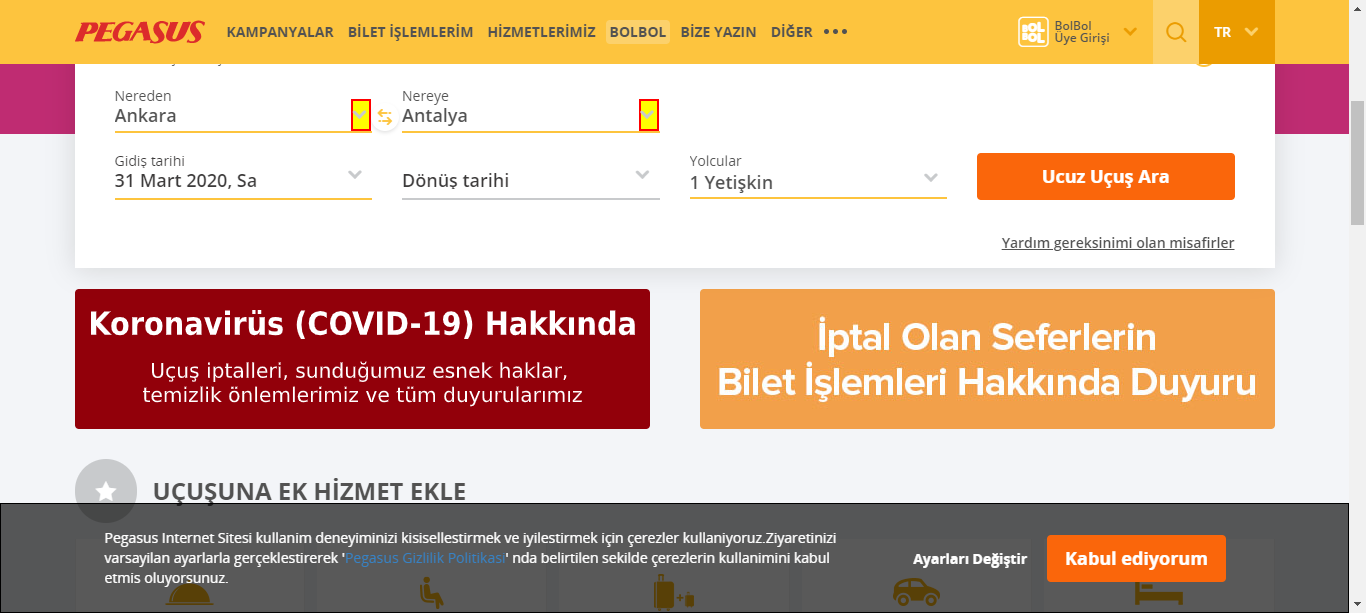 PEGASUS
KAMPANYALAR BİLET İŞLEMLERİM HİZMETLERİMİZ BOLBOL BİZE YAZIN DİĞER •••
BOL BOL
BolBol
Üye Girişi
TR
Nereden
Ankara
Nereye
Antalya
Gidiş tarihi
31 Mart 2020, Sa
Dönüş tarihi
Yolcular
1 Yetişkin
Ucuz Uçuş Ara
Yardım gereksinimi olan misafirler
Koronavirüs (COVID-19) Hakkında
Uçuş iptalleri, sunduğumuz esnek haklar,
temizlik önlemlerimiz ve tüm duyurularımız
İptal Olan Seferlerin
Bilet İşlemleri Hakkında Duyuru
UÇUŞUNA EK HİZMET EKLE
Pegasus Internet Sitesi kullanim deneyiminizi kisisellestirmek ve iyilestirmek için çerezler kullaniyoruz.Ziyaretinizi
varsayilan ayarlarla gerçeklestirerek 'Pegasus Gizlilik Politikasi' nda belirtilen sekilde çerezlerin kullanimini kabul
etmis oluyorsunuz.
Ayarları Değiştir
Kabul ediyorum